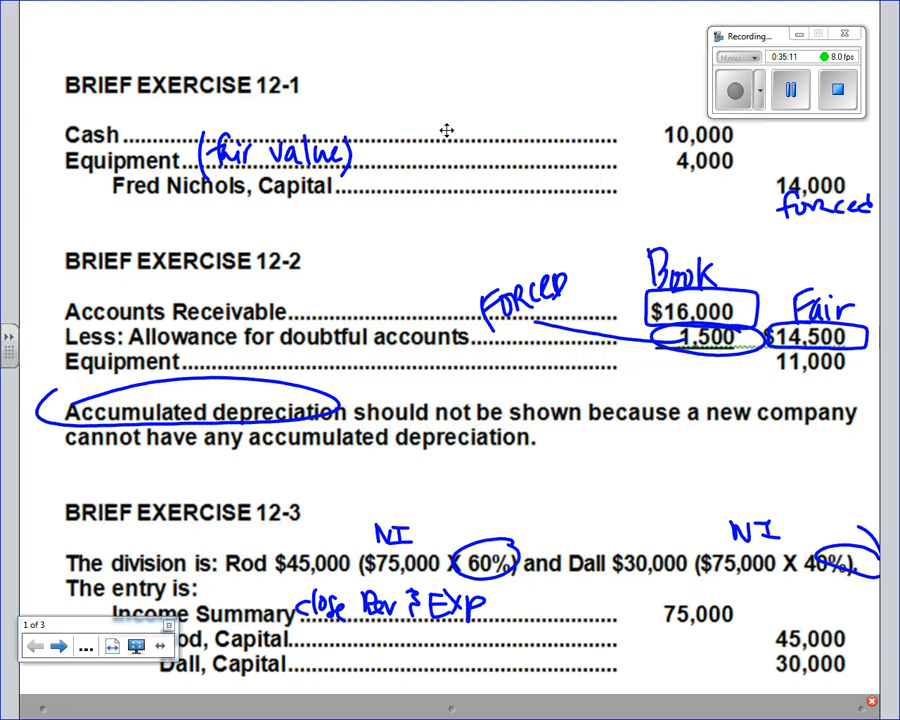 Recording...
Menu
0:35:11
8.0 fps
BRIEF EXERCISE 12-1
Cash 10,000
(fair value)
Equipment 4,000
Fred Nichols, Capital 14,000
forced
BRIEF EXERCISE 12-2
Book
FORCED
Fair
Accounts Receivable $16,000
Less: Allowance for doubtful accounts 1,500 $14,500
Equipment 11,000
Accumulated depreciation should not be shown because a new company
cannot have any accumulated depreciation.
BRIEF EXERCISE 12-3
NI NI
The division is: Rod $45,000 ($75,000 X 60%) and Dall $30,000 ($75,000 X 40%).
The entry is:
Income Summary close Rev & Exp 75,000
1 of 3
od, Capital 45,000
Dall, Capital 30,000